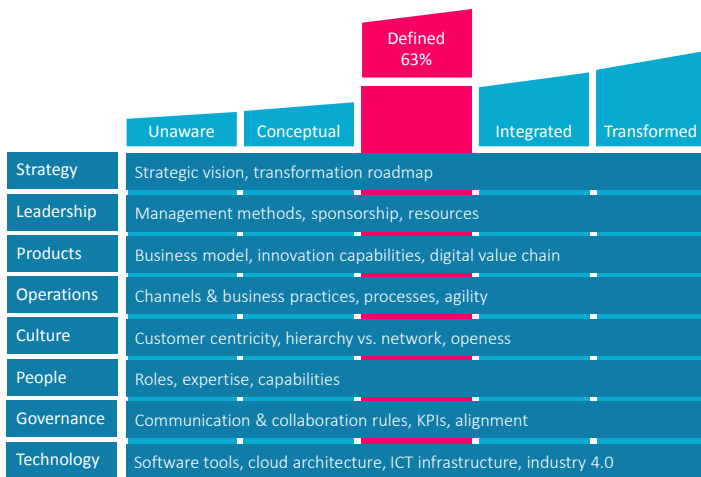 Defined
63%
Unaware
Conceptual
Integrated
Transformed
Strategy
Strategic vision, transformation roadmap
Leadership
Management methods, sponsorship, resources
Products
Business model, innovation capabilities, digital value chain
Operations
Channels & business practices, processes, agility
Culture
Customer centricity, hierarchy vs. network, openess
People
Roles, expertise, capabilities
Governance
Communication & collaboration rules, KPIs, alignment
Technology
Software tools, cloud architecture, ICT infrastructure, industry 4.0